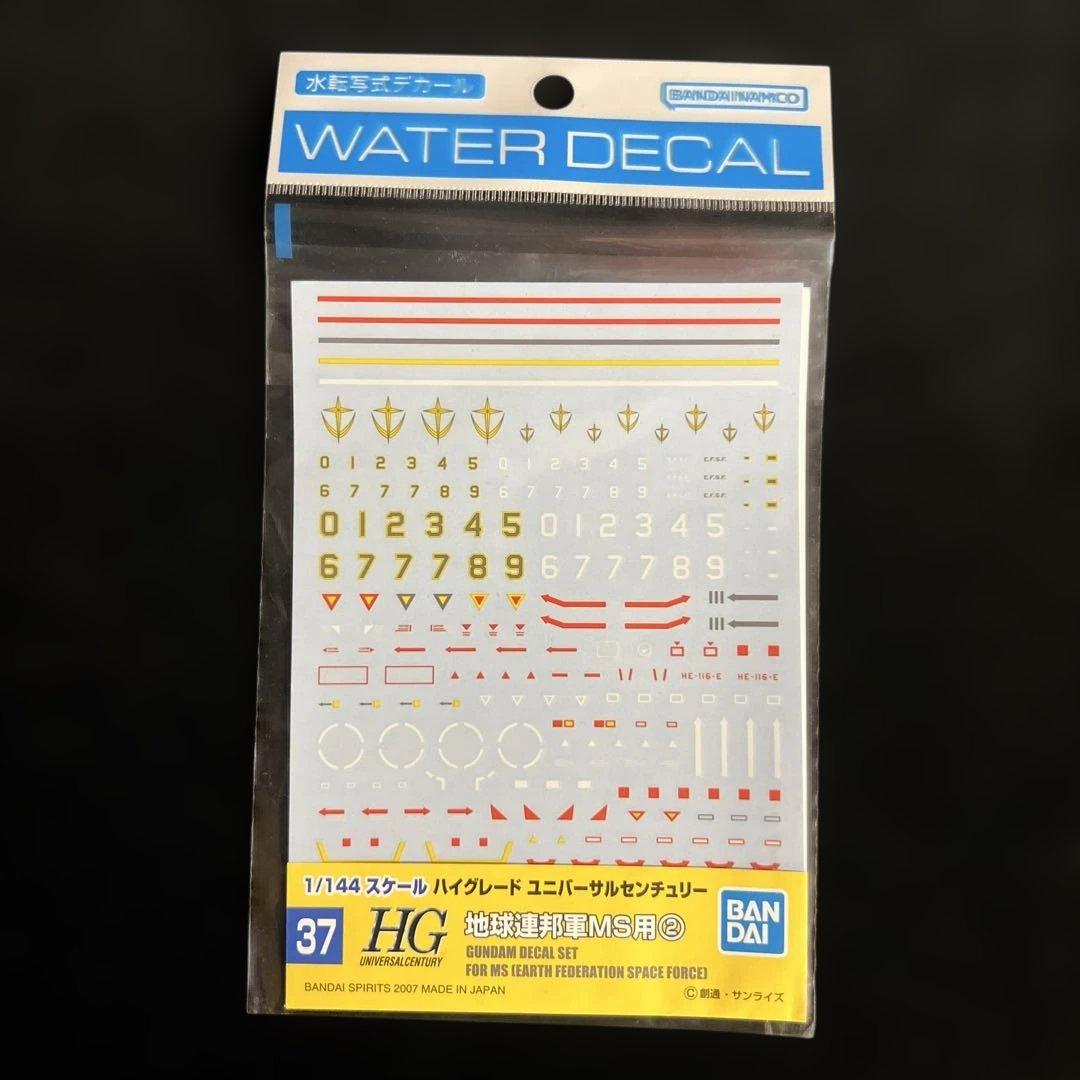 水転写式デカール
BANDAI NAMCO
WATER DECAL
0 1 2 3 4 5 0 1 2 3 4 5 E.F.S.F.
E.F.S.F.
6 7 7 7 8 9 6 7 7 7 8 9 E.F.S.F.
0 1 2 3 4 5 0 1 2 3 4 5
6 7 7 7 8 9 6 7 7 7 8 9
HE-116-E HE-116-E
1/144 スケール ハイグレード ユニバーサルセンチュリー
37
HG
UNIVERSAL CENTURY
地球連邦軍MS用②
GUNDAM DECAL SET
FOR MS (EARTH FEDERATION SPACE FORCE)
BAN
DAI
BANDAI SPIRITS 2007 MADE IN JAPAN
©創通・サンライズ